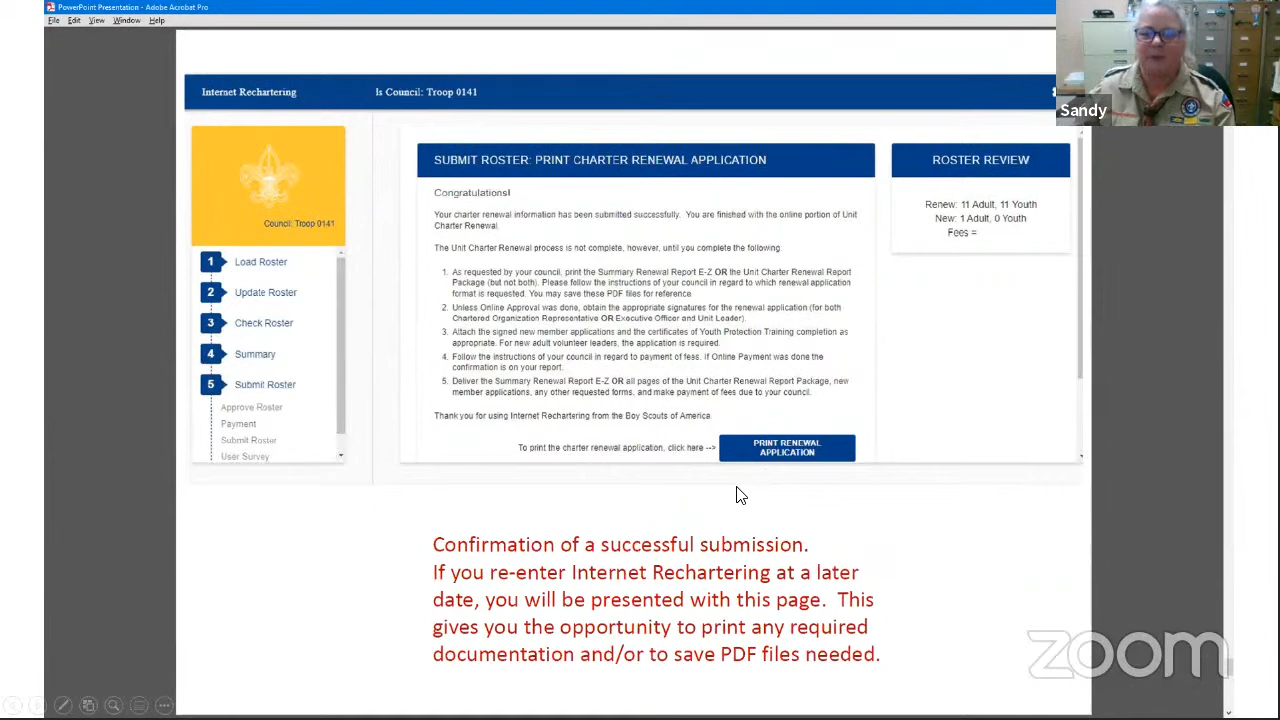 PowerPoint Presentation - Adobe Acrobat Pro
File Edit View Window Help
Sandy
Internet Rechartering
ls Council: Troop 0141
Council: Troop 0141
1 Load Roster
2 Update Roster
3 Check Roster
4 Summary
5 Submit Roster
Approve Roster
Payment
Submit Roster
User Survey
SUBMIT ROSTER: PRINT CHARTER RENEWAL APPLICATION
Congratulations!
Your charter renewal information has been submitted successfully. You are finished with the online portion of Unit
Charter Renewal.
The Unit Charter Renewal process is not complete, however, until you complete the following:
1. As requested by your council, print the Summary Renewal Report E-Z OR the Unit Charter Renewal Report
Package (but not both). Please follow the instructions of your council in regard to which renewal application
format is requested. You may save these PDF files for reference.
2. Unless Online Approval was done, obtain the appropriate signatures for the renewal application (for both
Chartered Organization Representative OR Executive Officer and Unit Leader).
3. Attach the signed new member applications and the certificates of Youth Protection Training completion as
appropriate. For new adult volunteer leaders, the application is required.
4. Follow the instructions of your council in regard to payment of fees. If Online Payment was done the
confirmation is on your report.
5. Deliver the Summary Renewal Report E-Z OR all pages of the Unit Charter Renewal Report Package, new
member applications, any other requested forms, and make payment of fees due to your council.
Thank you for using Internet Rechartering from the Boy Scouts of America.
To print the charter renewal application, click here -->
PRINT RENEWAL
APPLICATION
ROSTER REVIEW
Renew: 11 Adult, 11 Youth
New: 1 Adult, 0 Youth
Fees =
Confirmation of a successful submission.
If you re-enter Internet Rechartering at a later
date, you will be presented with this page. This
gives you the opportunity to print any required
documentation and/or to save PDF files needed.
zoom